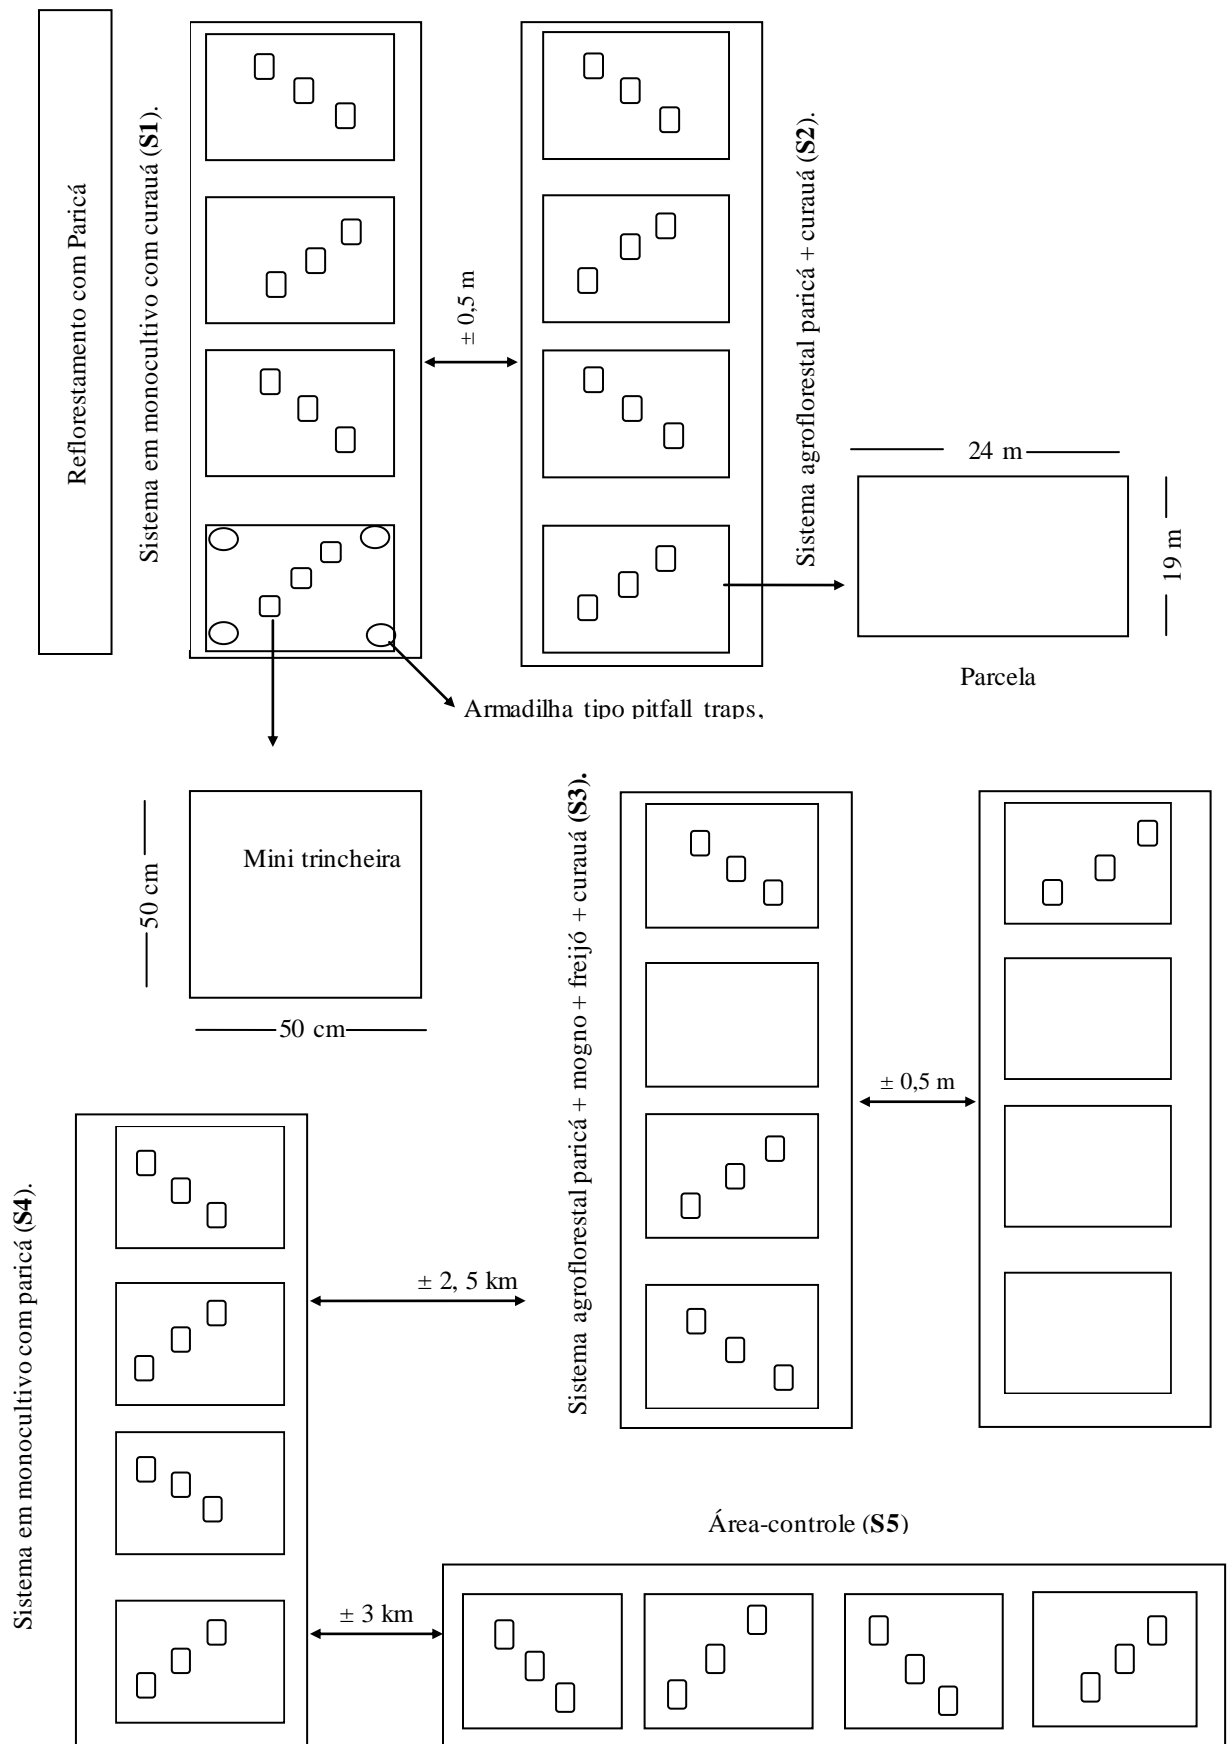 Reflorestamento com Paricá
Sistema em monocultivo com curauá (S1).
± 0,5 m
Sistema agroflorestal paricá + curauá (S2).
24 m
19 m
Parcela
Armadilha tipo pitfall traps,
50 cm
Mini trincheira
50 cm
Sistema agroflorestal paricá + mogno + freijó + curauá (S3).
± 0,5 m
Sistema em monocultivo com paricá (S4).
± 2, 5 km
Área-controle (S5)
± 3 km